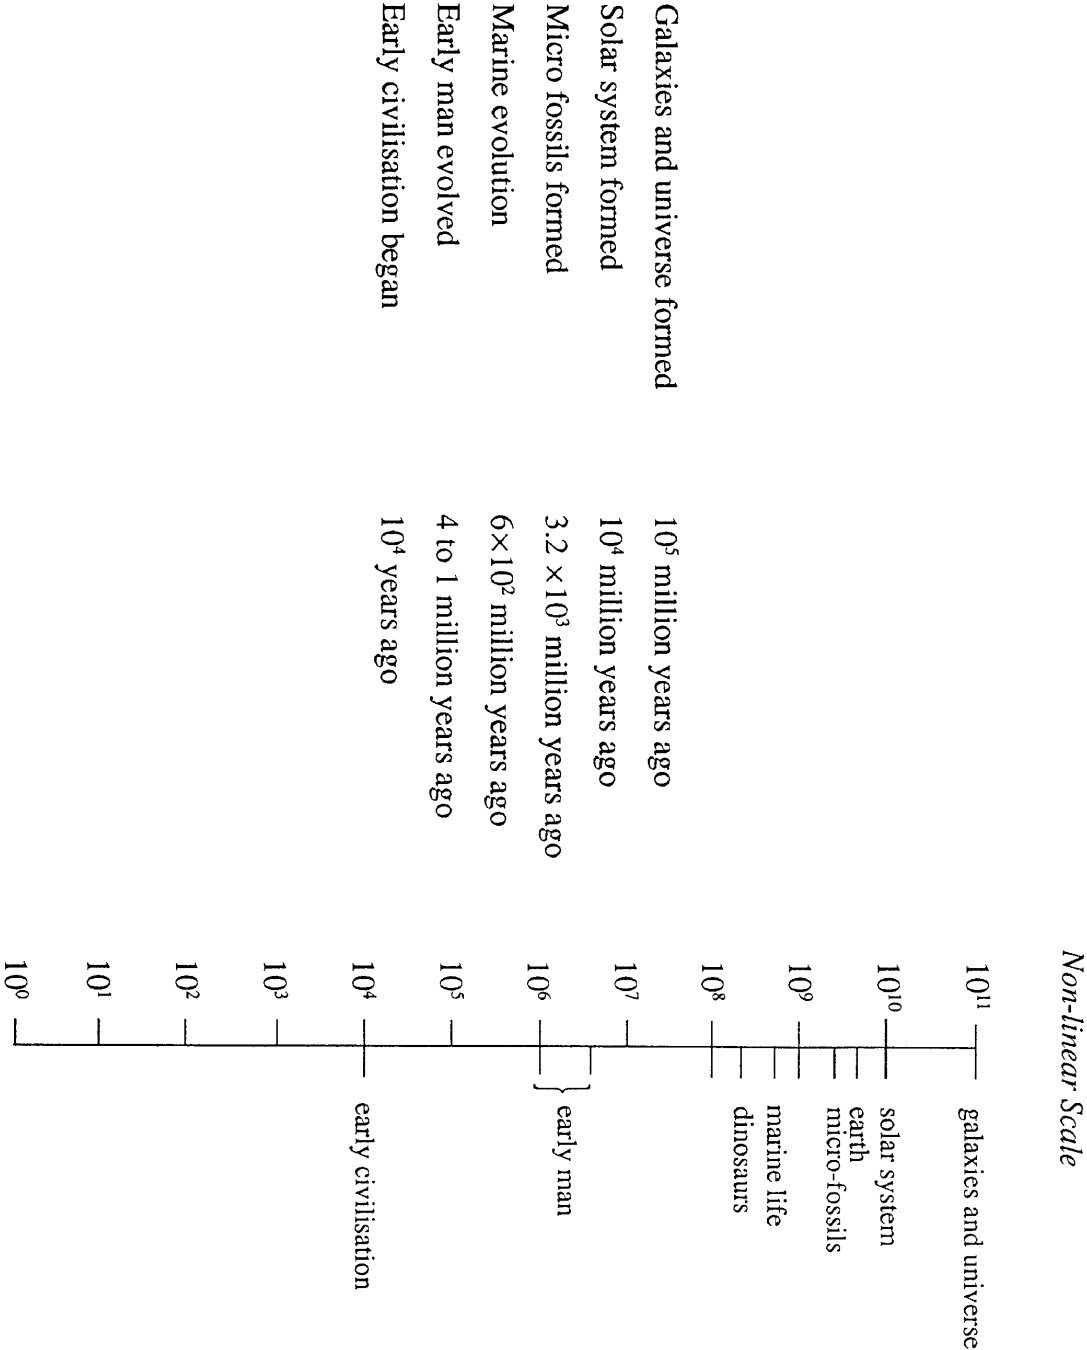 Non-linear Scale
Galaxies and universe formed 10⁵ million years ago
Solar system formed 10⁴ million years ago
Micro fossils formed 3.2 ×10³ million years ago
Marine evolution 6×10² million years ago
Early man evolved 4 to 1 million years ago
Early civilisation began 10⁴ years ago
10¹¹ galaxies and universe
10¹⁰ solar system
earth
micro-fossils
10⁹
marine life
dinosaurs
10⁸
10⁷
early man
10⁶
10⁵
10⁴ early civilisation
10³
10²
10¹
10⁰